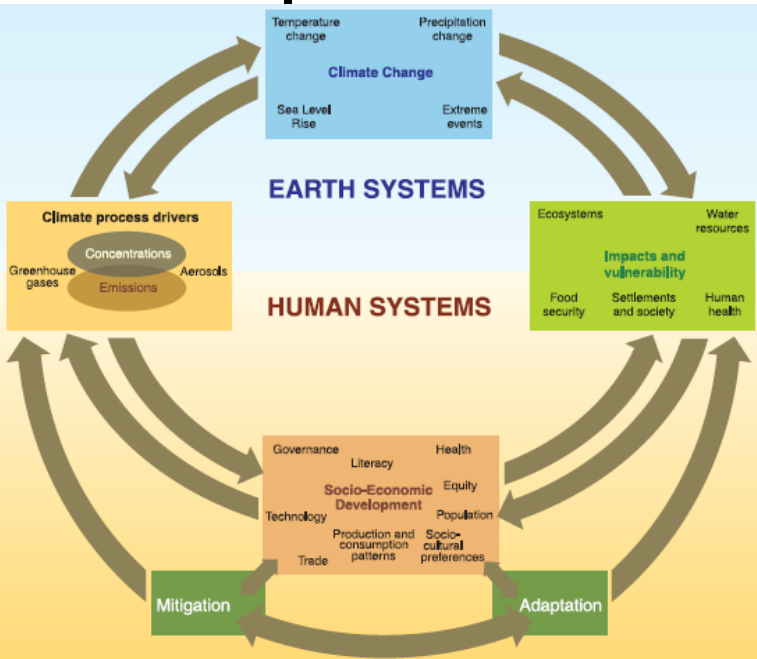 Temperature
change
Precipitation
change
Climate Change
Sea Level
Rise
Extreme
events
EARTH SYSTEMS
Climate process drivers
Concentrations
Greenhouse
gases
Aerosols
Emissions
Ecosystems
Water
resources
Impacts and
vulnerability
Food
security
Settlements
and society
Human
health
HUMAN SYSTEMS
Governance
Literacy
Health
Socio-Economic
Development
Equity
Technology
Population
Production and
consumption
patterns
Socio-
cultural
preferences
Trade
Mitigation
Adaptation